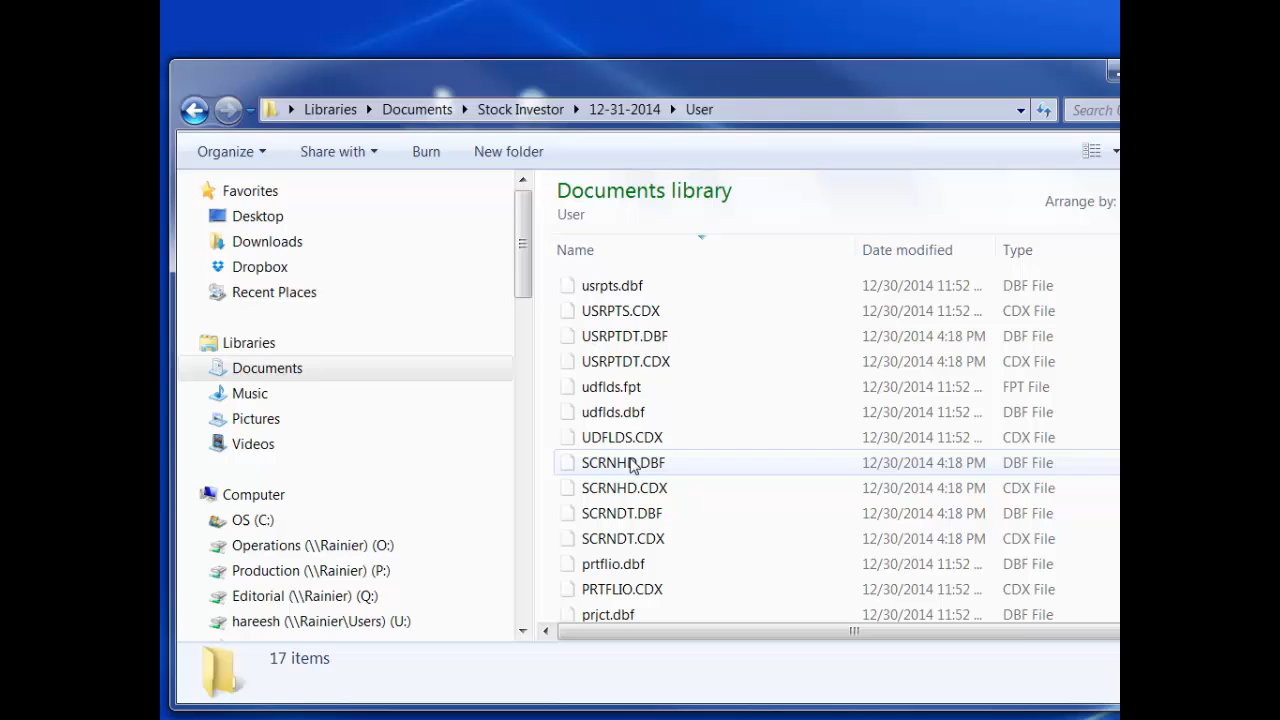 Libraries Documents Stock Investor 12-31-2014 User
Search
Organize Share with Burn New folder
Favorites
Desktop
Downloads
Dropbox
Recent Places
Libraries
Documents
Music
Pictures
Videos
Computer
OS (C:)
Operations (\\Rainier) (O:)
Production (\\Rainier) (P:)
Editorial (\\Rainier) (Q:)
hareesh (\\Rainier\Users) (U:)
Documents library
User
Arrange by:
Name Date modified Type
usrpts.dbf 12/30/2014 11:52 ... DBF File
USRPTS.CDX 12/30/2014 11:52 ... CDX File
USRPTDT.DBF 12/30/2014 4:18 PM DBF File
USRPTDT.CDX 12/30/2014 4:18 PM CDX File
udflds.fpt 12/30/2014 11:52 ... FPT File
udflds.dbf 12/30/2014 11:52 ... DBF File
UDFLDS.CDX 12/30/2014 11:52 ... CDX File
SCRNHD.DBF 12/30/2014 4:18 PM DBF File
SCRNHD.CDX 12/30/2014 4:18 PM CDX File
SCRNDT.DBF 12/30/2014 4:18 PM DBF File
SCRNDT.CDX 12/30/2014 4:18 PM CDX File
prtflio.dbf 12/30/2014 11:52 ... DBF File
PRTFLIO.CDX 12/30/2014 11:52 ... CDX File
prjct.dbf 12/30/2014 11:52 ... DBF File
17 items